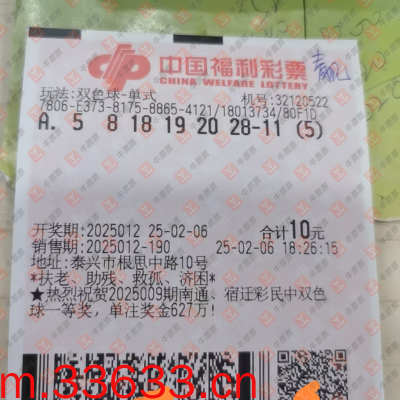 中国福利彩票
CHINA WELFARE LOTTERY
玩法:双色球-单式 机号:32120522
7806-E373-8175-8865-4121/18013734/80F1D
A. 5 8 18 19 20 28-11 (5)
开奖期:2025012 25-02-06 合计10元
销售期:2025012-190 25-02-06 18:26:15
地址:泰兴市根思中路10号
*扶老、助残、救孤、济困*
★热烈祝贺2025009期南通、宿迁彩民中双色
球一等奖,单注奖金627万!
m.33633.cn